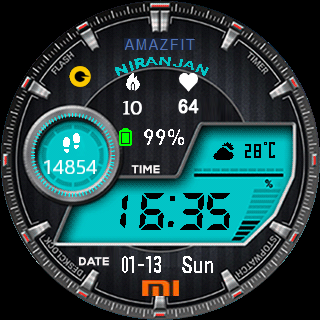 AMAZFIT
NIRANJAN
FLASH
TIMER
10
64
99%
14854
TIME
28°C
16:35
%
DESKCLOCK
STOPWATCH
DATE 01-13 Sun
mi